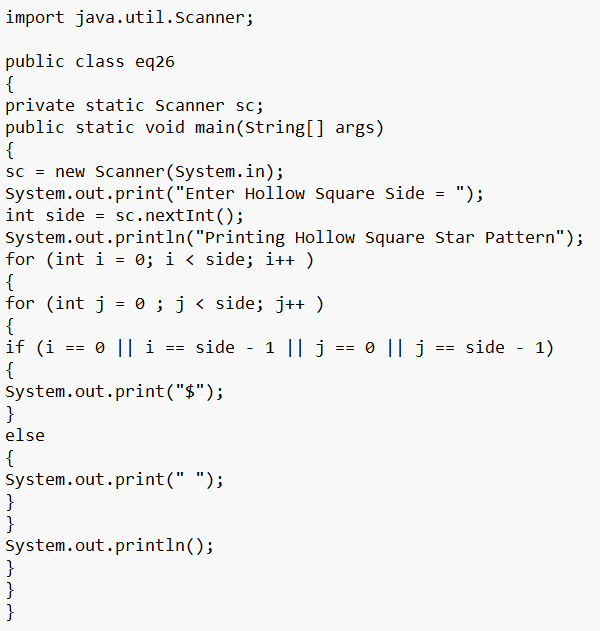 import java.util.Scanner;

public class eq26
{
private static Scanner sc;
public static void main(String[] args)
{
sc = new Scanner(System.in);
System.out.print("Enter Hollow Square Side = ");
int side = sc.nextInt();
System.out.println("Printing Hollow Square Star Pattern");
for (int i = 0; i < side; i++ )
{
for (int j = 0 ; j < side; j++ )
{
if (i == 0 || i == side - 1 || j == 0 || j == side - 1)
{
System.out.print("$");
}
else
{
System.out.print(" ");
}
}
System.out.println();
}
}
}